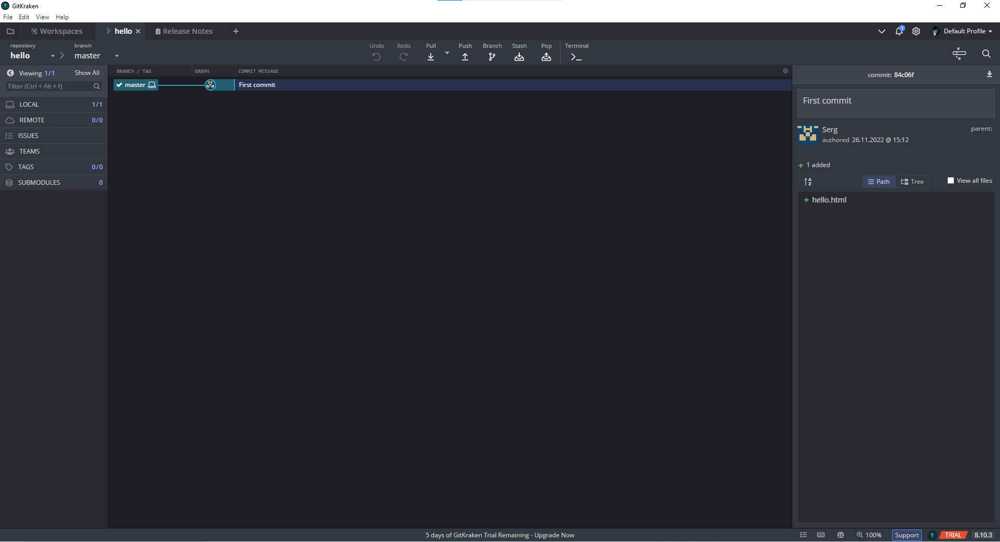 GitKraken
File Edit View Help
Workspaces hello Release Notes 1 Default Profile
repository branch Undo Redo Pull Push Branch Stash Pop Terminal
hello master
Viewing 1/1 Show All
Filter (Ctrl + Alt + f)
LOCAL 1/1
REMOTE 0/0
ISSUES
TEAMS
TAGS 0/0
SUBMODULES 0
BRANCH / TAG GRAPH COMMIT MESSAGE
master First commit
commit: 84c06f
First commit
Serg parent:
authored 26.11.2022 @ 15:12
+ 1 added
Path Tree View all files
+ hello.html
5 days of GitKraken Trial Remaining - Upgrade Now 100% Support TRIAL 8.10.3